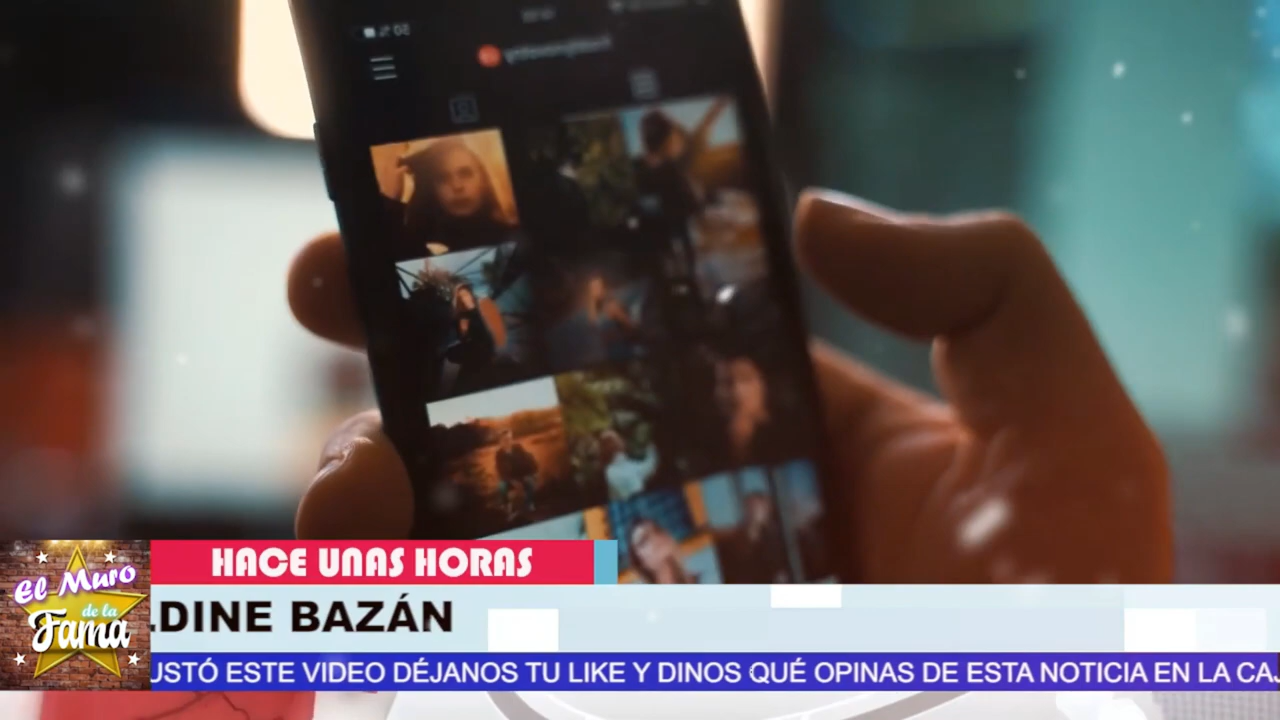 HACE UNAS HORAS
El Muro
de la
Fama
LDINE BAZÁN
USTÓ ESTE VIDEO DÉJANOS TU LIKE Y DINOS QUÉ OPINAS DE ESTA NOTICIA EN LA CAJ